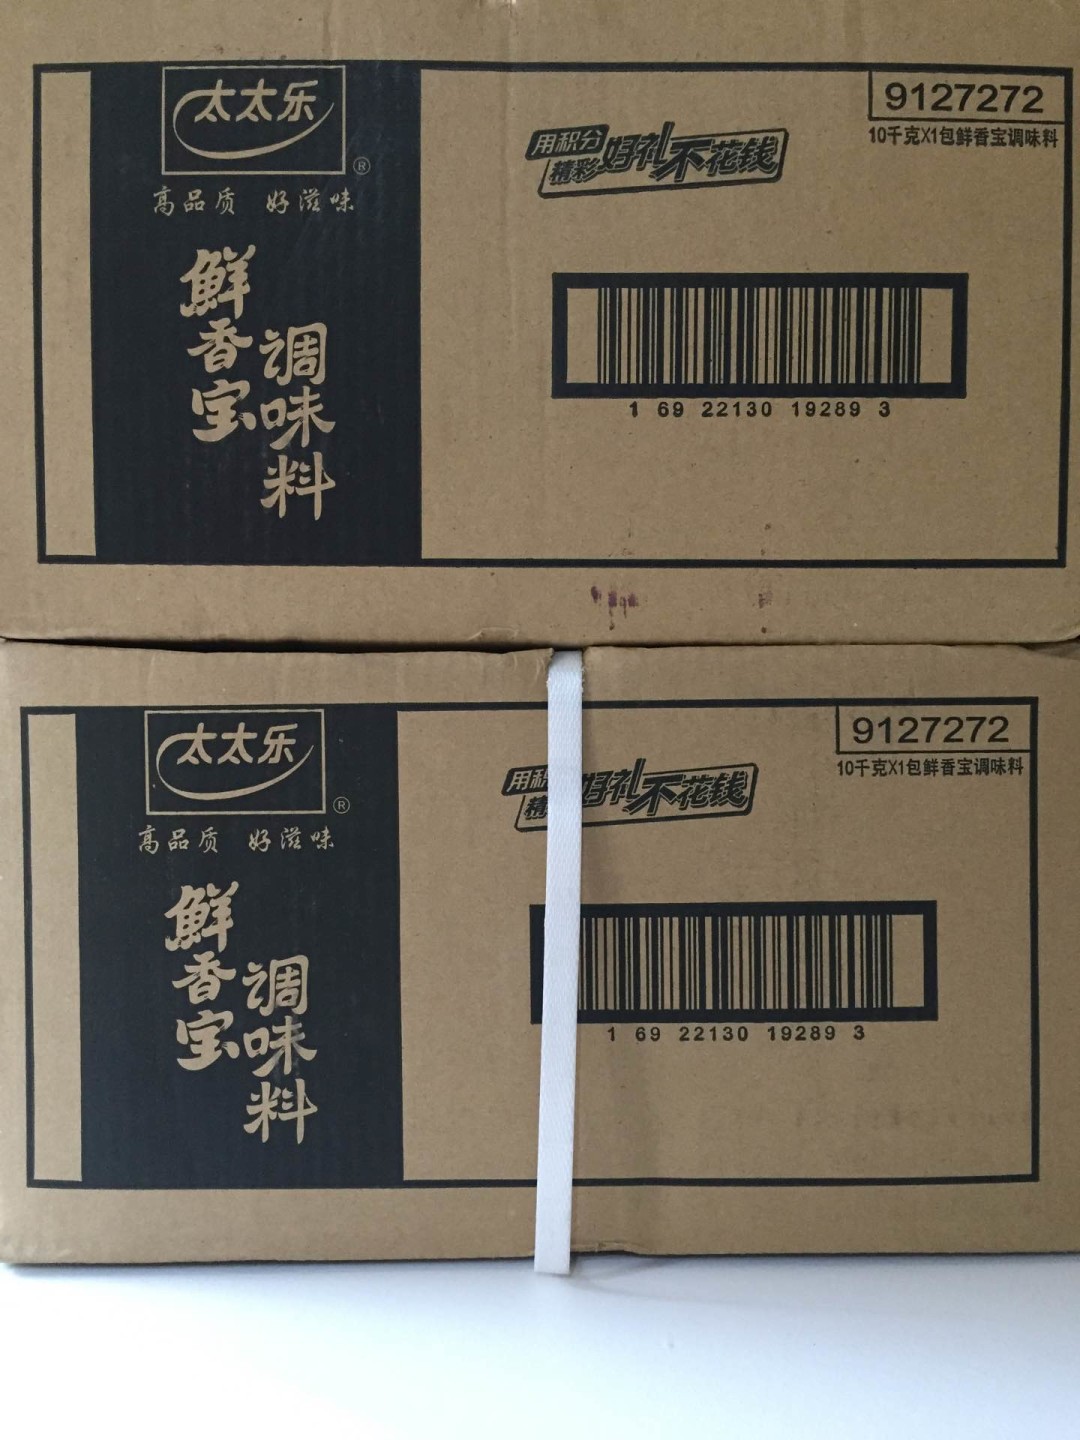 太太乐
®
高品质 好滋味
鲜香宝
调味料
用积分
精彩好礼不花钱
9127272
10千克X1包鲜香宝调味料
1 69 22130 19289 3
太太乐
®
高品质 好滋味
鲜香宝
调味料
用积
精 好礼不花钱
9127272
10千克X1包鲜香宝调味料
1 69 22130 19289 3